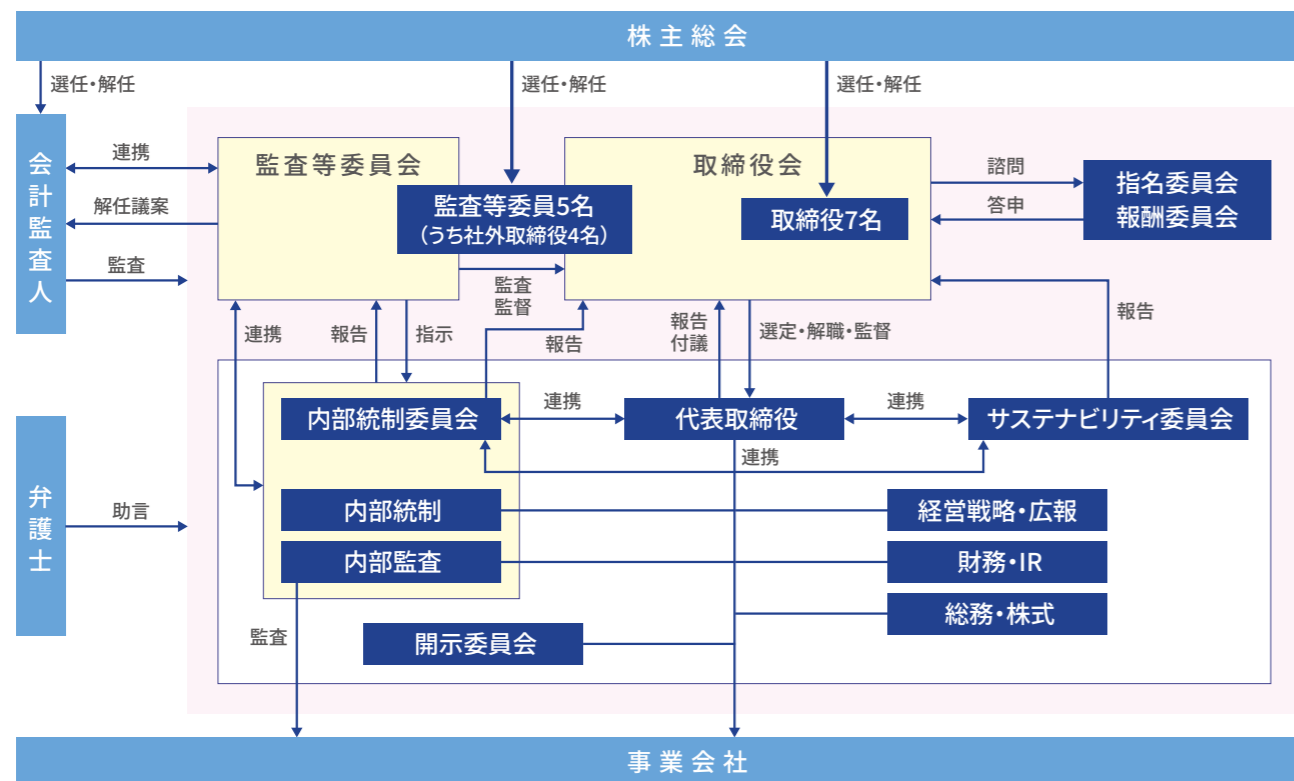 株主総会
選任・解任
選任・解任
選任・解任
会計監査人
連携
解任議案
監査
監査等委員会
監査等委員5名
（うち社外取締役4名）
取締役会
取締役7名
諮問
答申
指名委員会
報酬委員会
監査
監督
連携
報告
指示
報告
報告
付議
選定・解職・監督
報告
内部統制委員会
連携
代表取締役
連携
サステナビリティ委員会
連携
弁護士
助言
内部統制
経営戦略・広報
内部監査
財務・IR
総務・株式
監査
開示委員会
事業会社